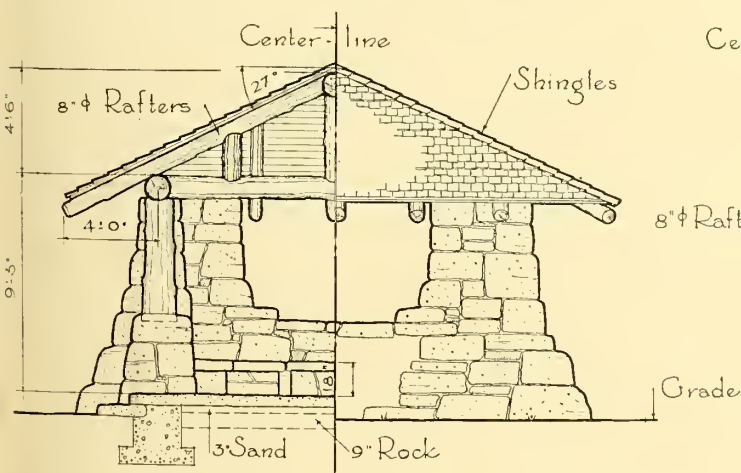 Center-line
Ce
4'-6"
27°
8"ϕ Rafters
Shingles
4'-0"
8"ϕ Raft
9'-3"
18"
Grade
3" Sand
9" Rock